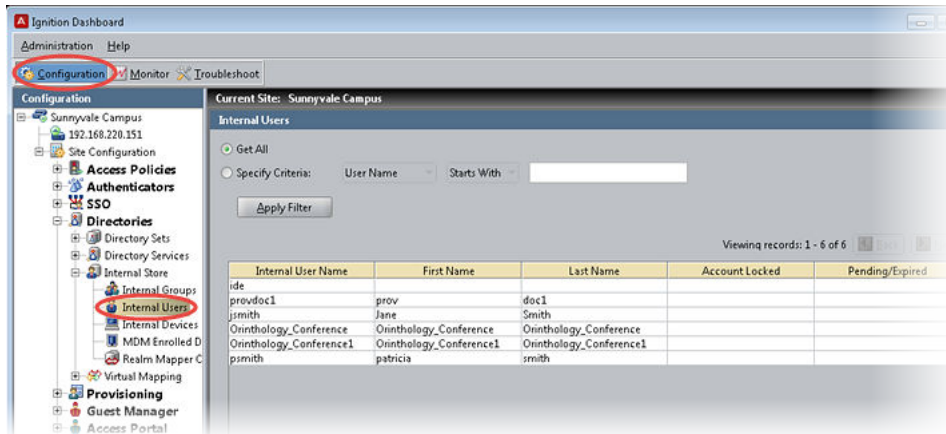 Ignition Dashboard
Administration Help
Configuration Monitor Troubleshoot
Configuration
Current Site: Sunnyvale Campus
Sunnyvale Campus
192.168.220.151
Site Configuration
Access Policies
Authenticators
SSO
Directories
Directory Sets
Directory Services
Internal Store
Internal Groups
Internal Users
Internal Devices
MDM Enrolled D
Realm Mapper C
Virtual Mapping
Provisioning
Guest Manager
Access Portal
Internal Users
Get All
Specify Criteria: User Name Starts With
Apply Filter
Viewing records: 1 - 6 of 6 Back
Internal User Name First Name Last Name Account Locked Pending/Expired
ide
provdoc1 prov doc1
jsmith Jane Smith
Orinthology_Conference Orinthology_Conference Orinthology_Conference
Orinthology_Conference1 Orinthology_Conference1 Orinthology_Conference1
psmith patricia smith